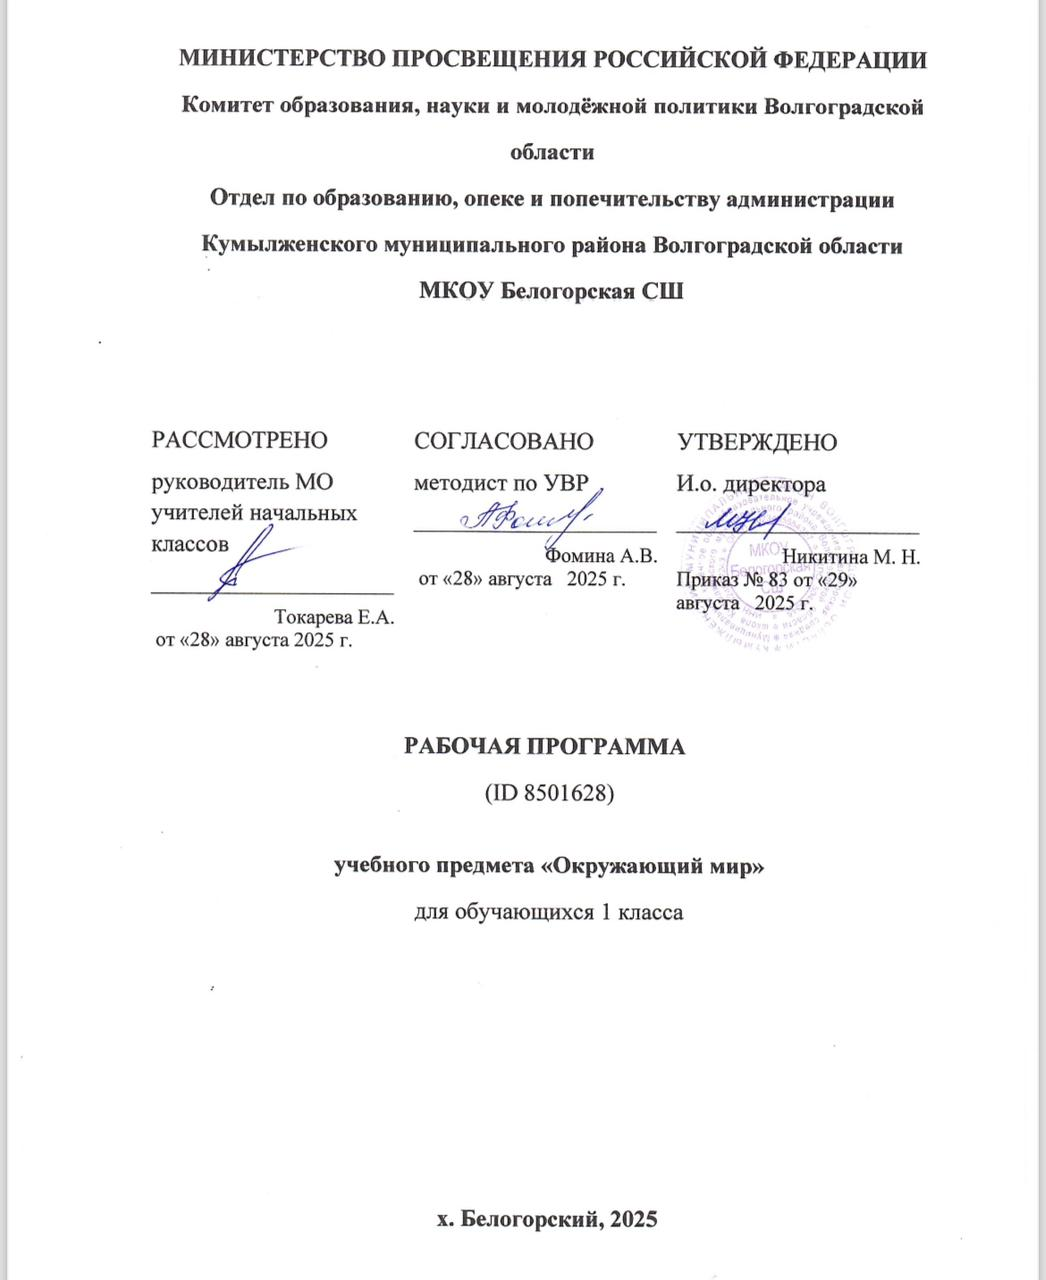 МИНИСТЕРСТВО ПРОСВЕЩЕНИЯ РОССИЙСКОЙ ФЕДЕРАЦИИ
Комитет образования, науки и молодёжной политики Волгоградской
области
Отдел по образованию, опеке и попечительству администрации
Кумылженского муниципального района Волгоградской области
МКОУ Белогорская СШ
РАССМОТРЕНО
руководитель МО
учителей начальных
классов
Токарева Е.А.
от «28» августа 2025 г.
СОГЛАСОВАНО
методист по УВР
Фомина А.В.
от «28» августа 2025 г.
УТВЕРЖДЕНО
И.о. директора
Никитина М. Н.
Приказ № 83 от «29»
августа 2025 г.
МКОУ
Белогорская
СШ
РАБОЧАЯ ПРОГРАММА
(ID 8501628)
учебного предмета «Окружающий мир»
для обучающихся 1 класса
х. Белогорский, 2025